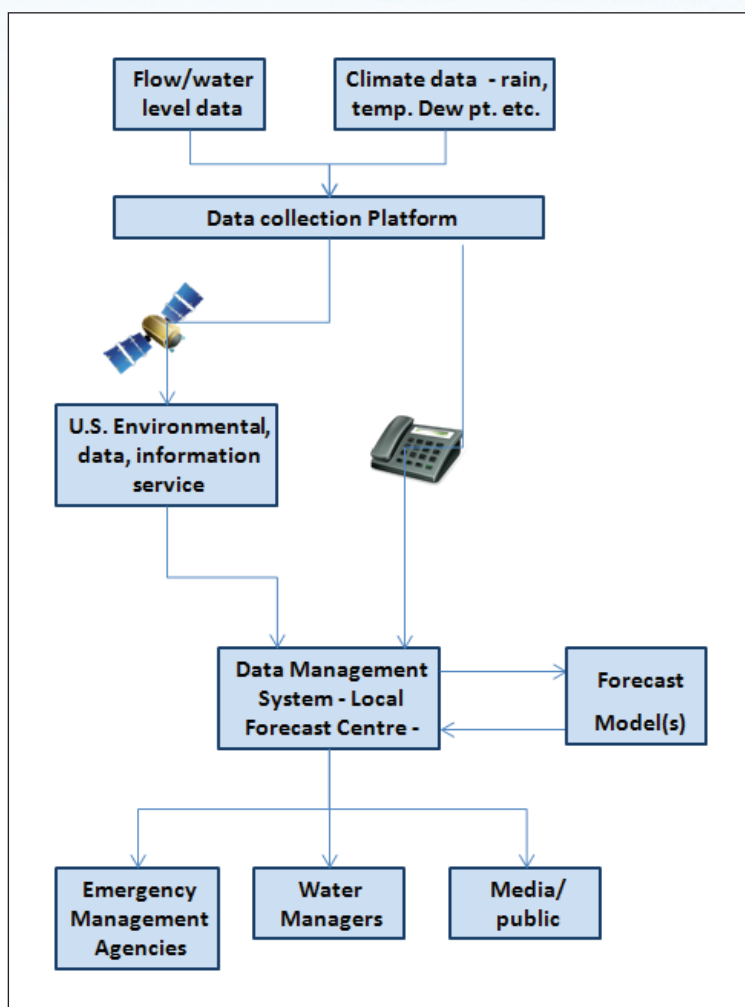 Flow/water
level data
Climate data - rain,
temp. Dew pt. etc.
Data collection Platform
U.S. Environmental,
data, information
service
Data Management
System - Local
Forecast Centre -
Forecast
Model(s)
Emergency
Management
Agencies
Water
Managers
Media/
public